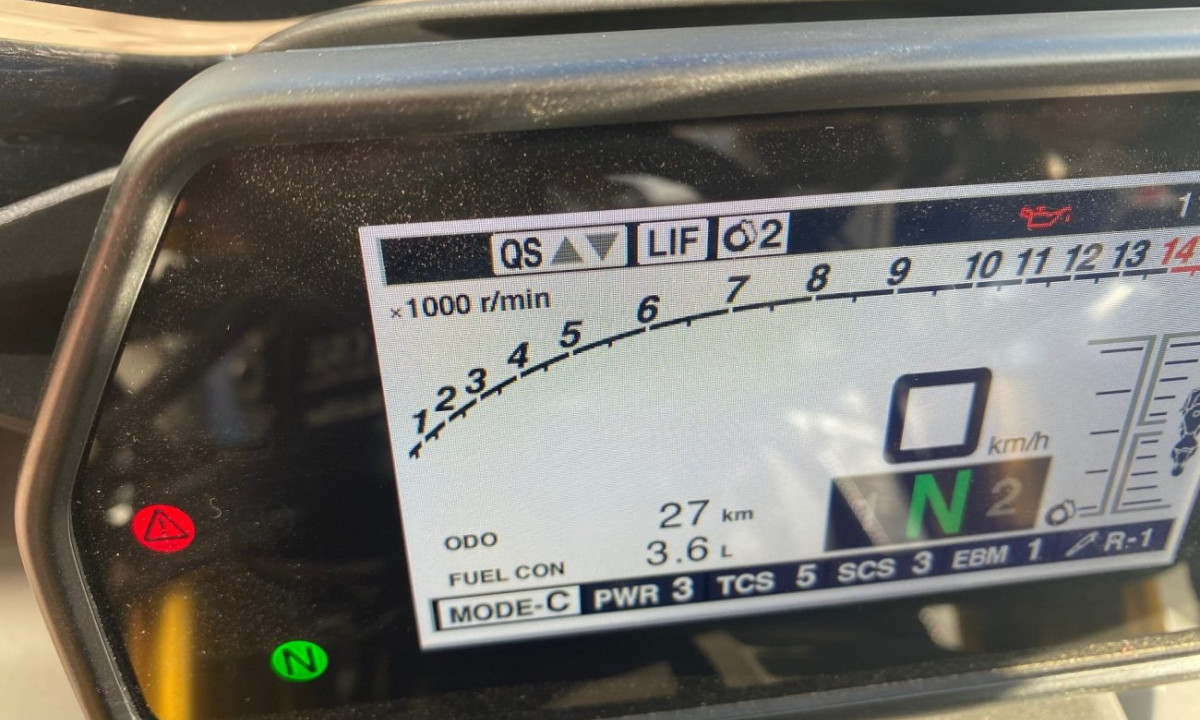 QS LIF 2
1
×1000 r/min
1 2 3 4 5 6 7 8 9 10 11 12 13 14
0 km/h
1 N 2
ODO 27 km
FUEL CON 3.6 L
MODE-C PWR 3 TCS 5 SCS 3 EBM 1 R-1
N